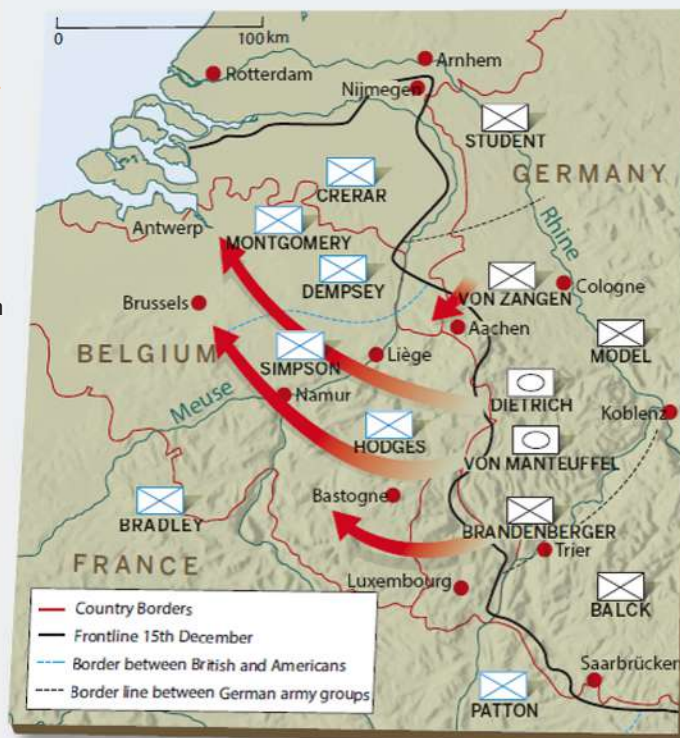 0 100 km
Rotterdam
Arnhem
Nijmegen
STUDENT
GERMANY
CRERAR
Rhine
Antwerp
MONTGOMERY
DEMPSEY
VON ZANGEN
Cologne
Brussels
Aachen
BELGIUM
SIMPSON
Liège
MODEL
Meuse
Namur
DIETRICH
Koblenz
HODGES
VON MANTEUFFEL
Bastogne
BRADLEY
BRANDENBERGER
FRANCE
Trier
Luxembourg
BALCK
Country Borders
Frontline 15th December
Border between British and Americans
Border line between German army groups
Saarbrücken
PATTON